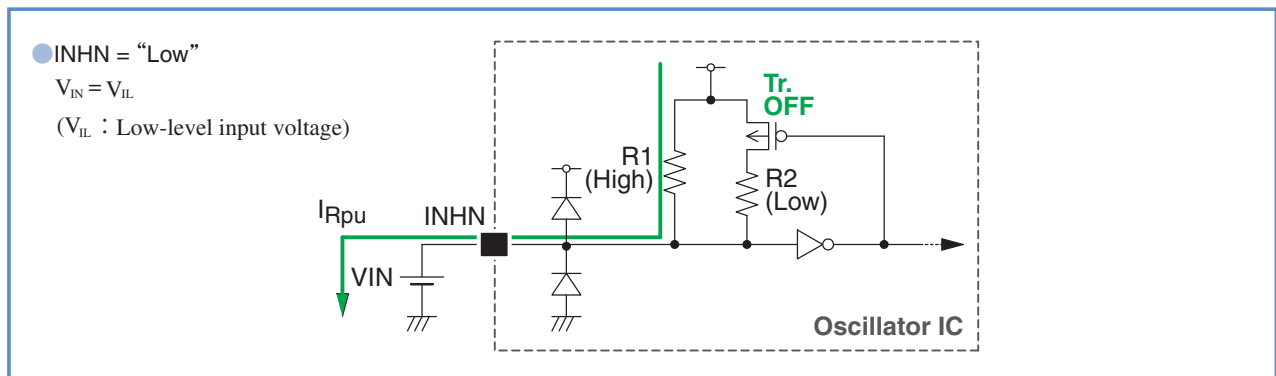 INHN = “Low”
VIN = VIL
(VIL : Low-level input voltage)
Tr.
OFF
R1
(High)
R2
(Low)
IRpu
INHN
VIN
Oscillator IC